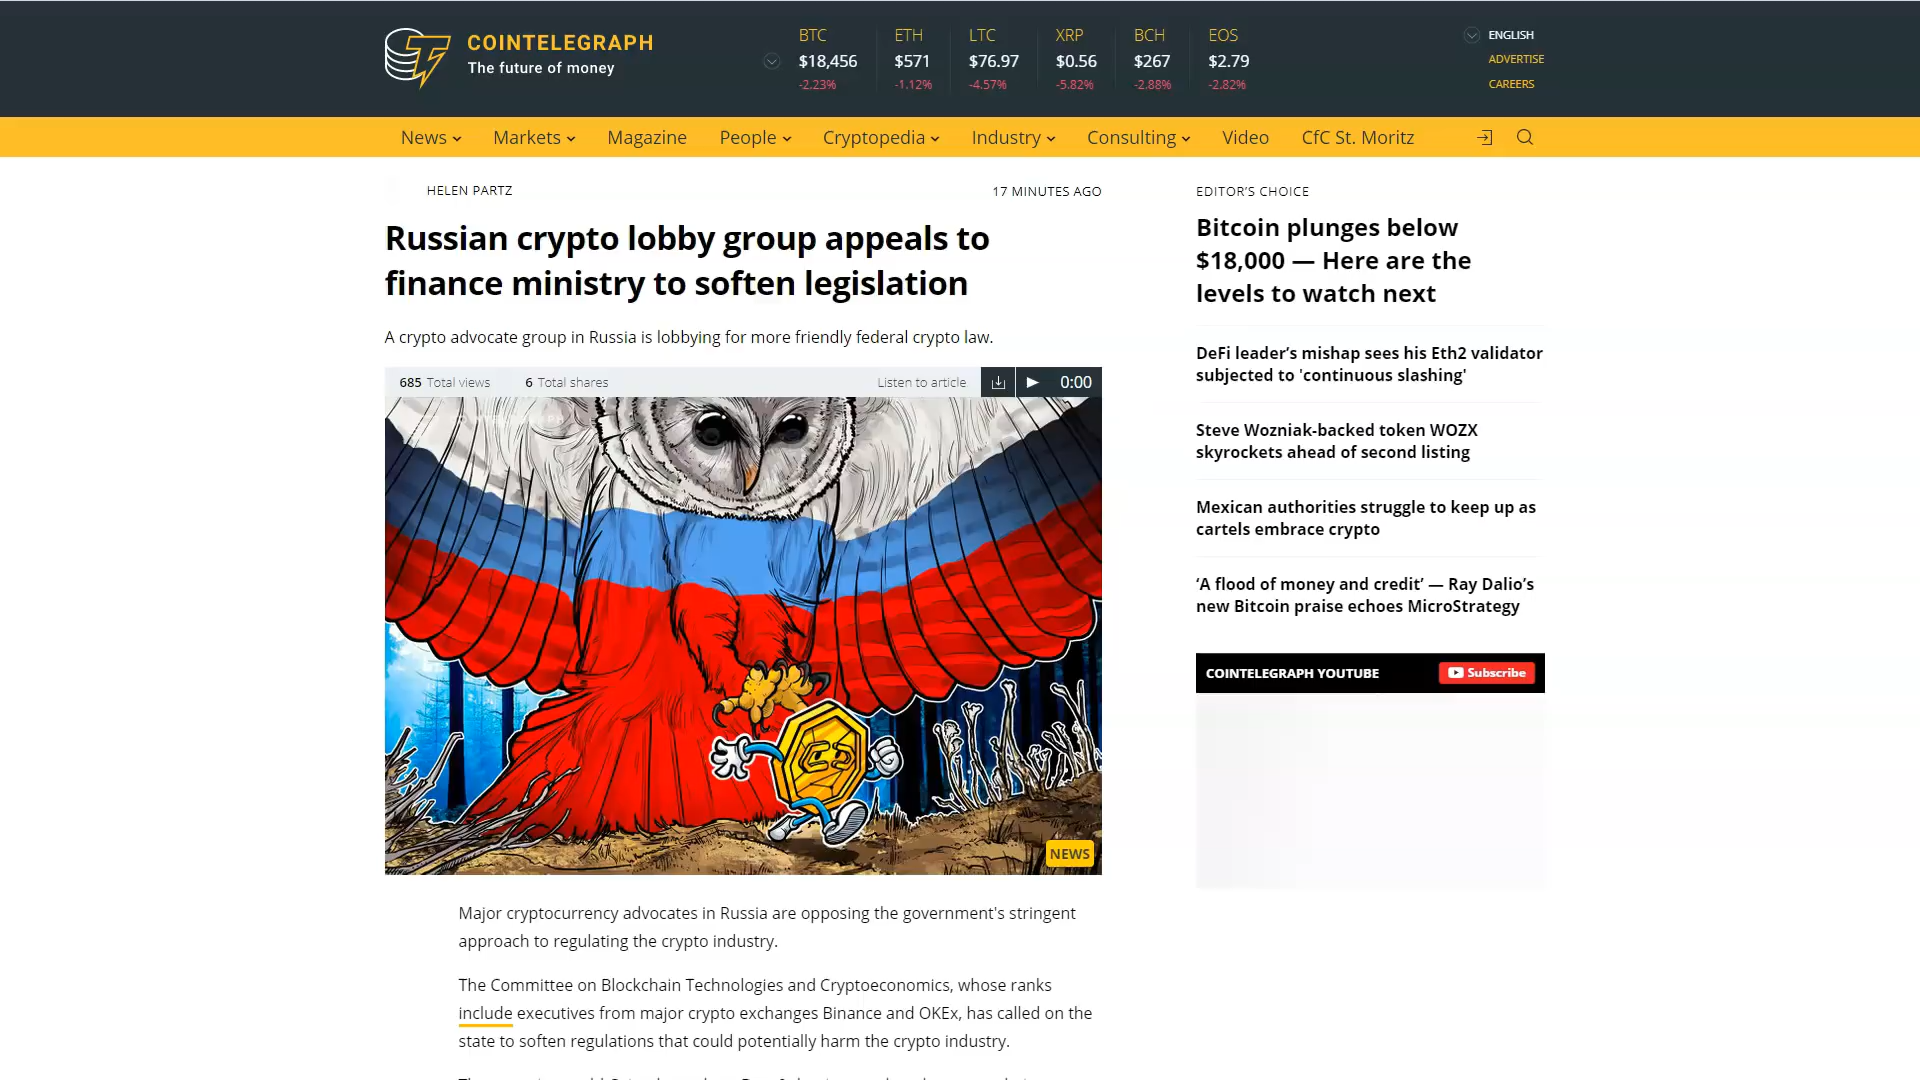 COINTELEGRAPH
The future of money
BTC
$18,456
-2.23%
ETH
$571
-1.12%
LTC
$76.97
-4.57%
XRP
$0.56
-5.82%
BCH
$267
-2.88%
EOS
$2.79
-2.82%
ENGLISH
ADVERTISE
CAREERS
News
Markets
Magazine
People
Cryptopedia
Industry
Consulting
Video
CfC St. Moritz
HELEN PARTZ
17 MINUTES AGO
Russian crypto lobby group appeals to
finance ministry to soften legislation
A crypto advocate group in Russia is lobbying for more friendly federal crypto law.
685 Total views
6 Total shares
Listen to article
0:00
NEWS
Major cryptocurrency advocates in Russia are opposing the government's stringent
approach to regulating the crypto industry.
The Committee on Blockchain Technologies and Cryptoeconomics, whose ranks
include executives from major crypto exchanges Binance and OKEx, has called on the
state to soften regulations that could potentially harm the crypto industry.
EDITOR'S CHOICE
Bitcoin plunges below
$18,000 — Here are the
levels to watch next
DeFi leader’s mishap sees his Eth2 validator
subjected to 'continuous slashing'
Steve Wozniak-backed token WOZX
skyrockets ahead of second listing
Mexican authorities struggle to keep up as
cartels embrace crypto
‘A flood of money and credit’ — Ray Dalio’s
new Bitcoin praise echoes MicroStrategy
COINTELEGRAPH YOUTUBE
Subscribe